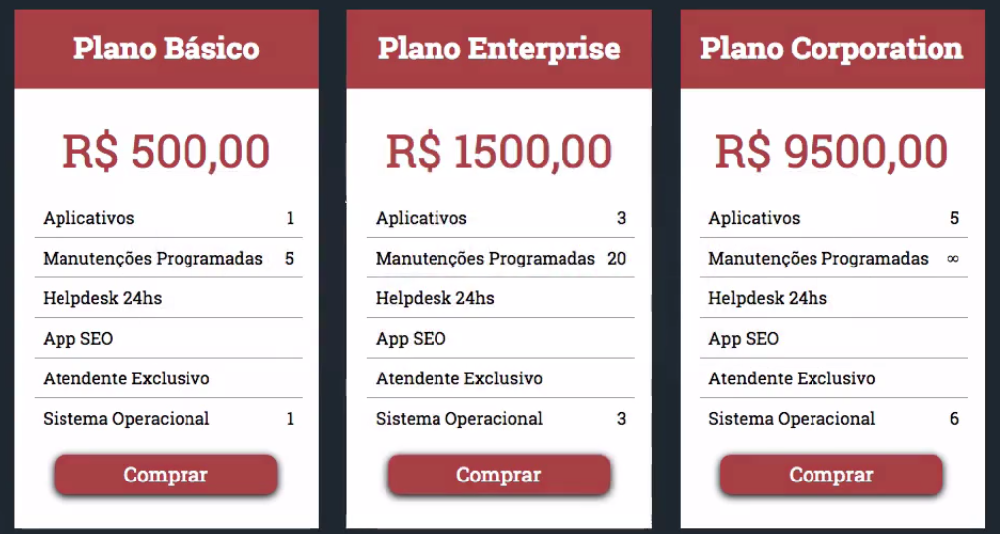 Plano Básico
R$ 500,00
Aplicativos 1
Manutenções Programadas 5
Helpdesk 24hs
App SEO
Atendente Exclusivo
Sistema Operacional 1
Comprar
Plano Enterprise
R$ 1500,00
Aplicativos 3
Manutenções Programadas 20
Helpdesk 24hs
App SEO
Atendente Exclusivo
Sistema Operacional 3
Comprar
Plano Corporation
R$ 9500,00
Aplicativos 5
Manutenções Programadas ∞
Helpdesk 24hs
App SEO
Atendente Exclusivo
Sistema Operacional 6
Comprar